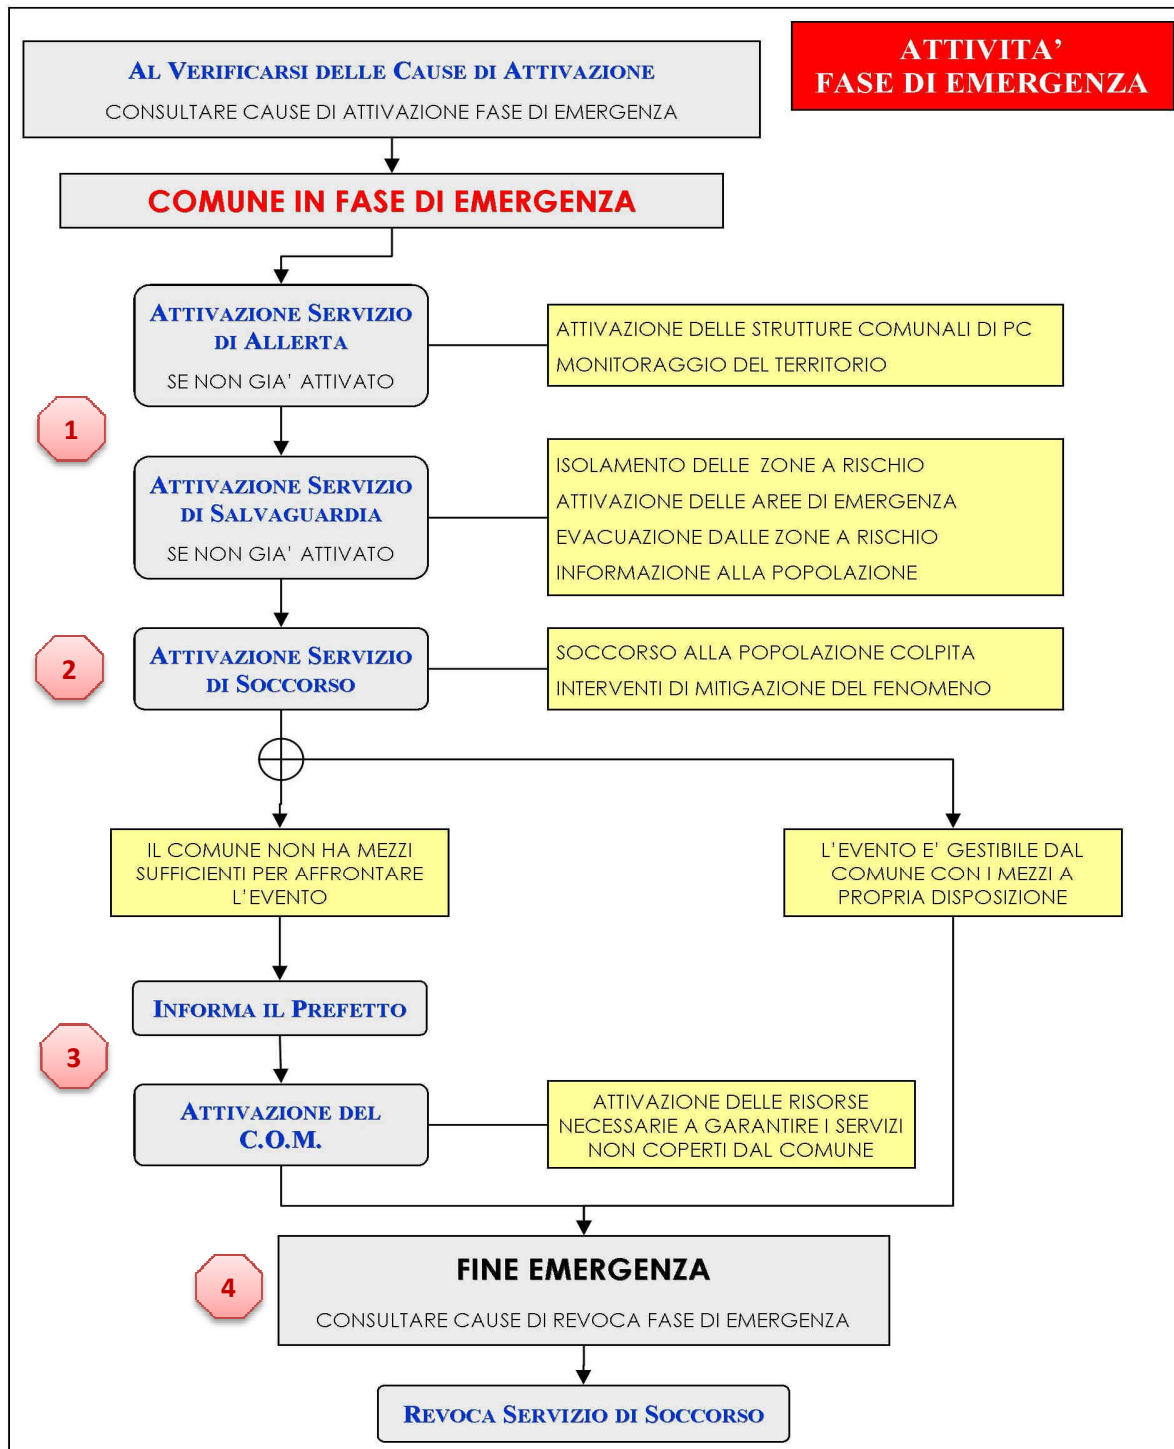 ATTIVITA’
FASE DI EMERGENZA
AL VERIFICARSI DELLE CAUSE DI ATTIVAZIONE
CONSULTARE CAUSE DI ATTIVAZIONE FASE DI EMERGENZA
COMUNE IN FASE DI EMERGENZA
ATTIVAZIONE SERVIZIO
DI ALLERTA
SE NON GIA’ ATTIVATO
ATTIVAZIONE DELLE STRUTTURE COMUNALI DI PC
MONITORAGGIO DEL TERRITORIO
1
ATTIVAZIONE SERVIZIO
DI SALVAGUARDIA
SE NON GIA’ ATTIVATO
ISOLAMENTO DELLE ZONE A RISCHIO
ATTIVAZIONE DELLE AREE DI EMERGENZA
EVACUAZIONE DALLE ZONE A RISCHIO
INFORMAZIONE ALLA POPOLAZIONE
2
ATTIVAZIONE SERVIZIO
DI SOCCORSO
SOCCORSO ALLA POPOLAZIONE COLPITA
INTERVENTI DI MITIGAZIONE DEL FENOMENO
IL COMUNE NON HA MEZZI
SUFFICIENTI PER AFFRONTARE
L’EVENTO
L’EVENTO E’ GESTIBILE DAL
COMUNE CON I MEZZI A
PROPRIA DISPOSIZIONE
INFORMA IL PREFETTO
3
ATTIVAZIONE DEL
C.O.M.
ATTIVAZIONE DELLE RISORSE
NECESSARIE A GARANTIRE I SERVIZI
NON COPERTI DAL COMUNE
4
FINE EMERGENZA
CONSULTARE CAUSE DI REVOCA FASE DI EMERGENZA
REVOCA SERVIZIO DI SOCCORSO